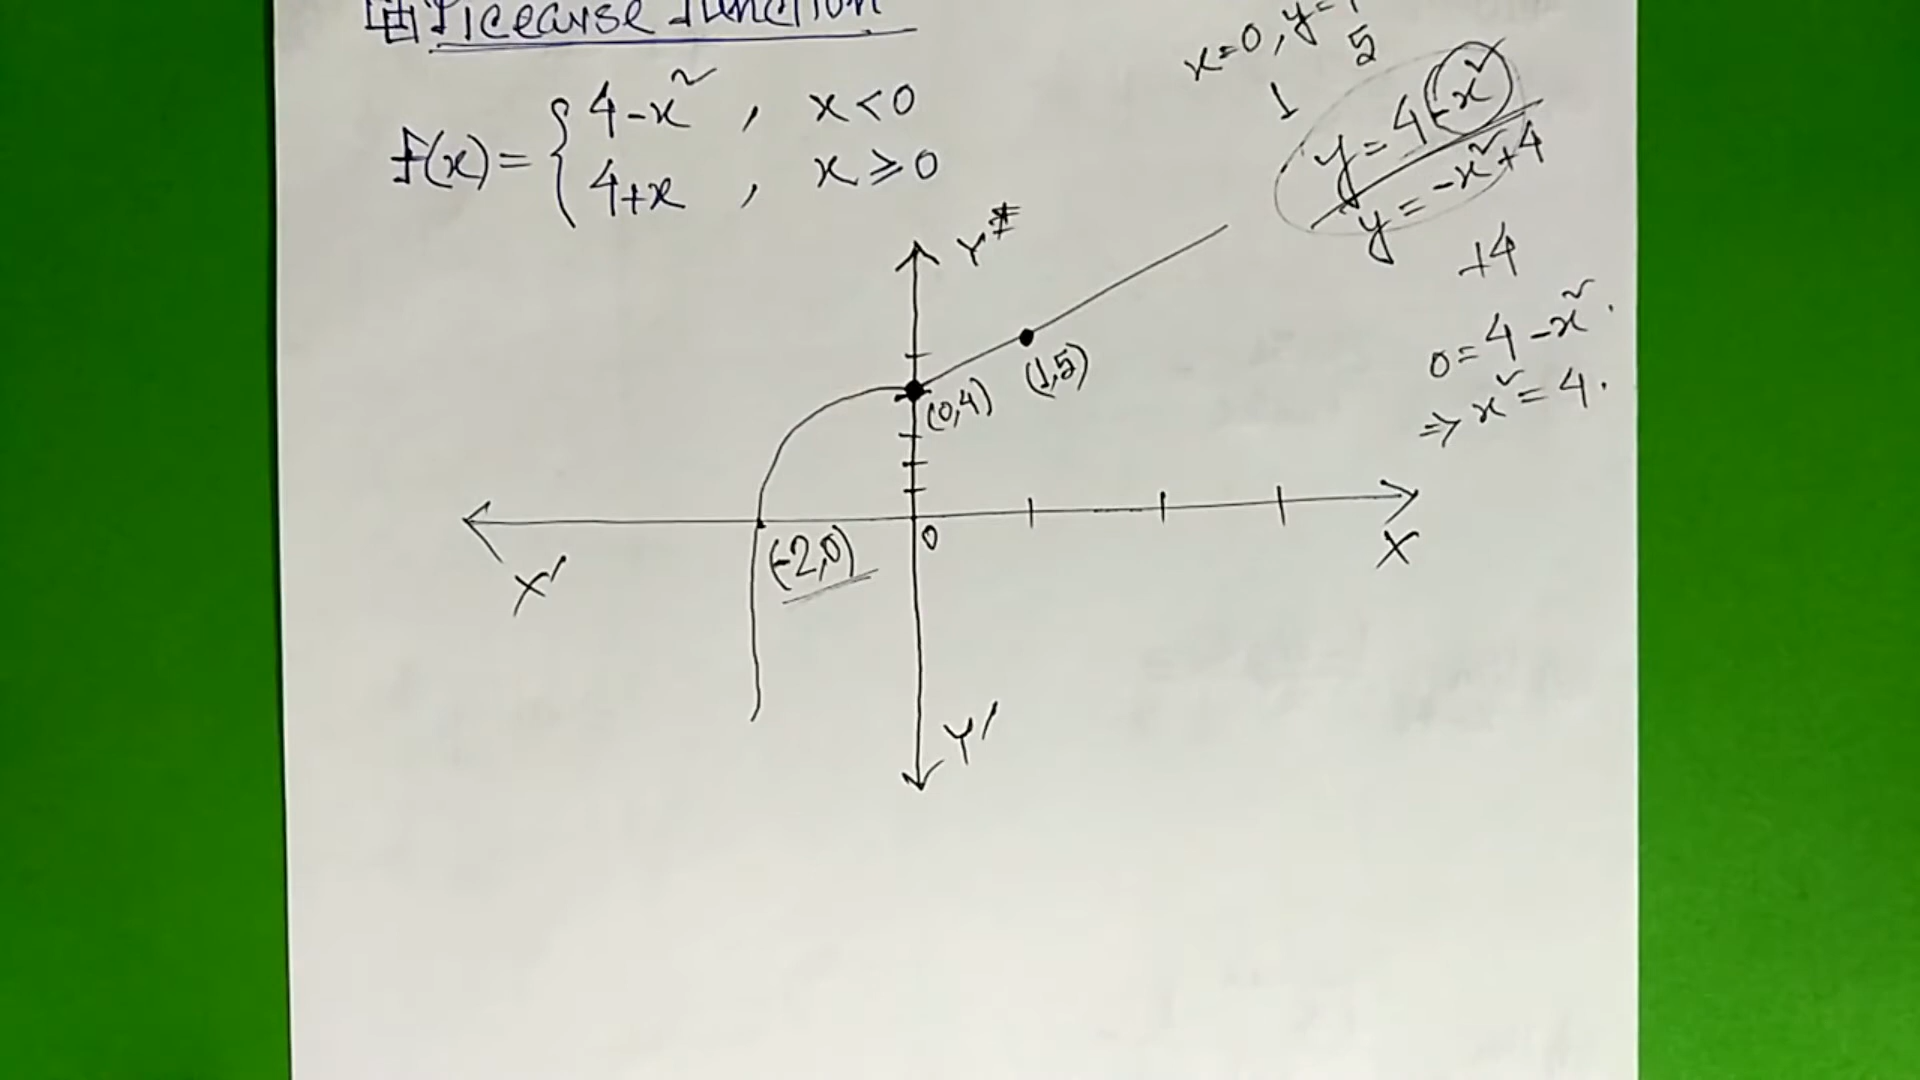 Piecewise Function
f(x) = { 4-x² , x<0
4+x , x≥0
x=0, y=
1 5
y=4-x²
y=-x²+4
+4
0=4-x².
⇒ x²=4.
Y
(1,5)
(0,4)
(-2,0)
0
X
X'
Y'